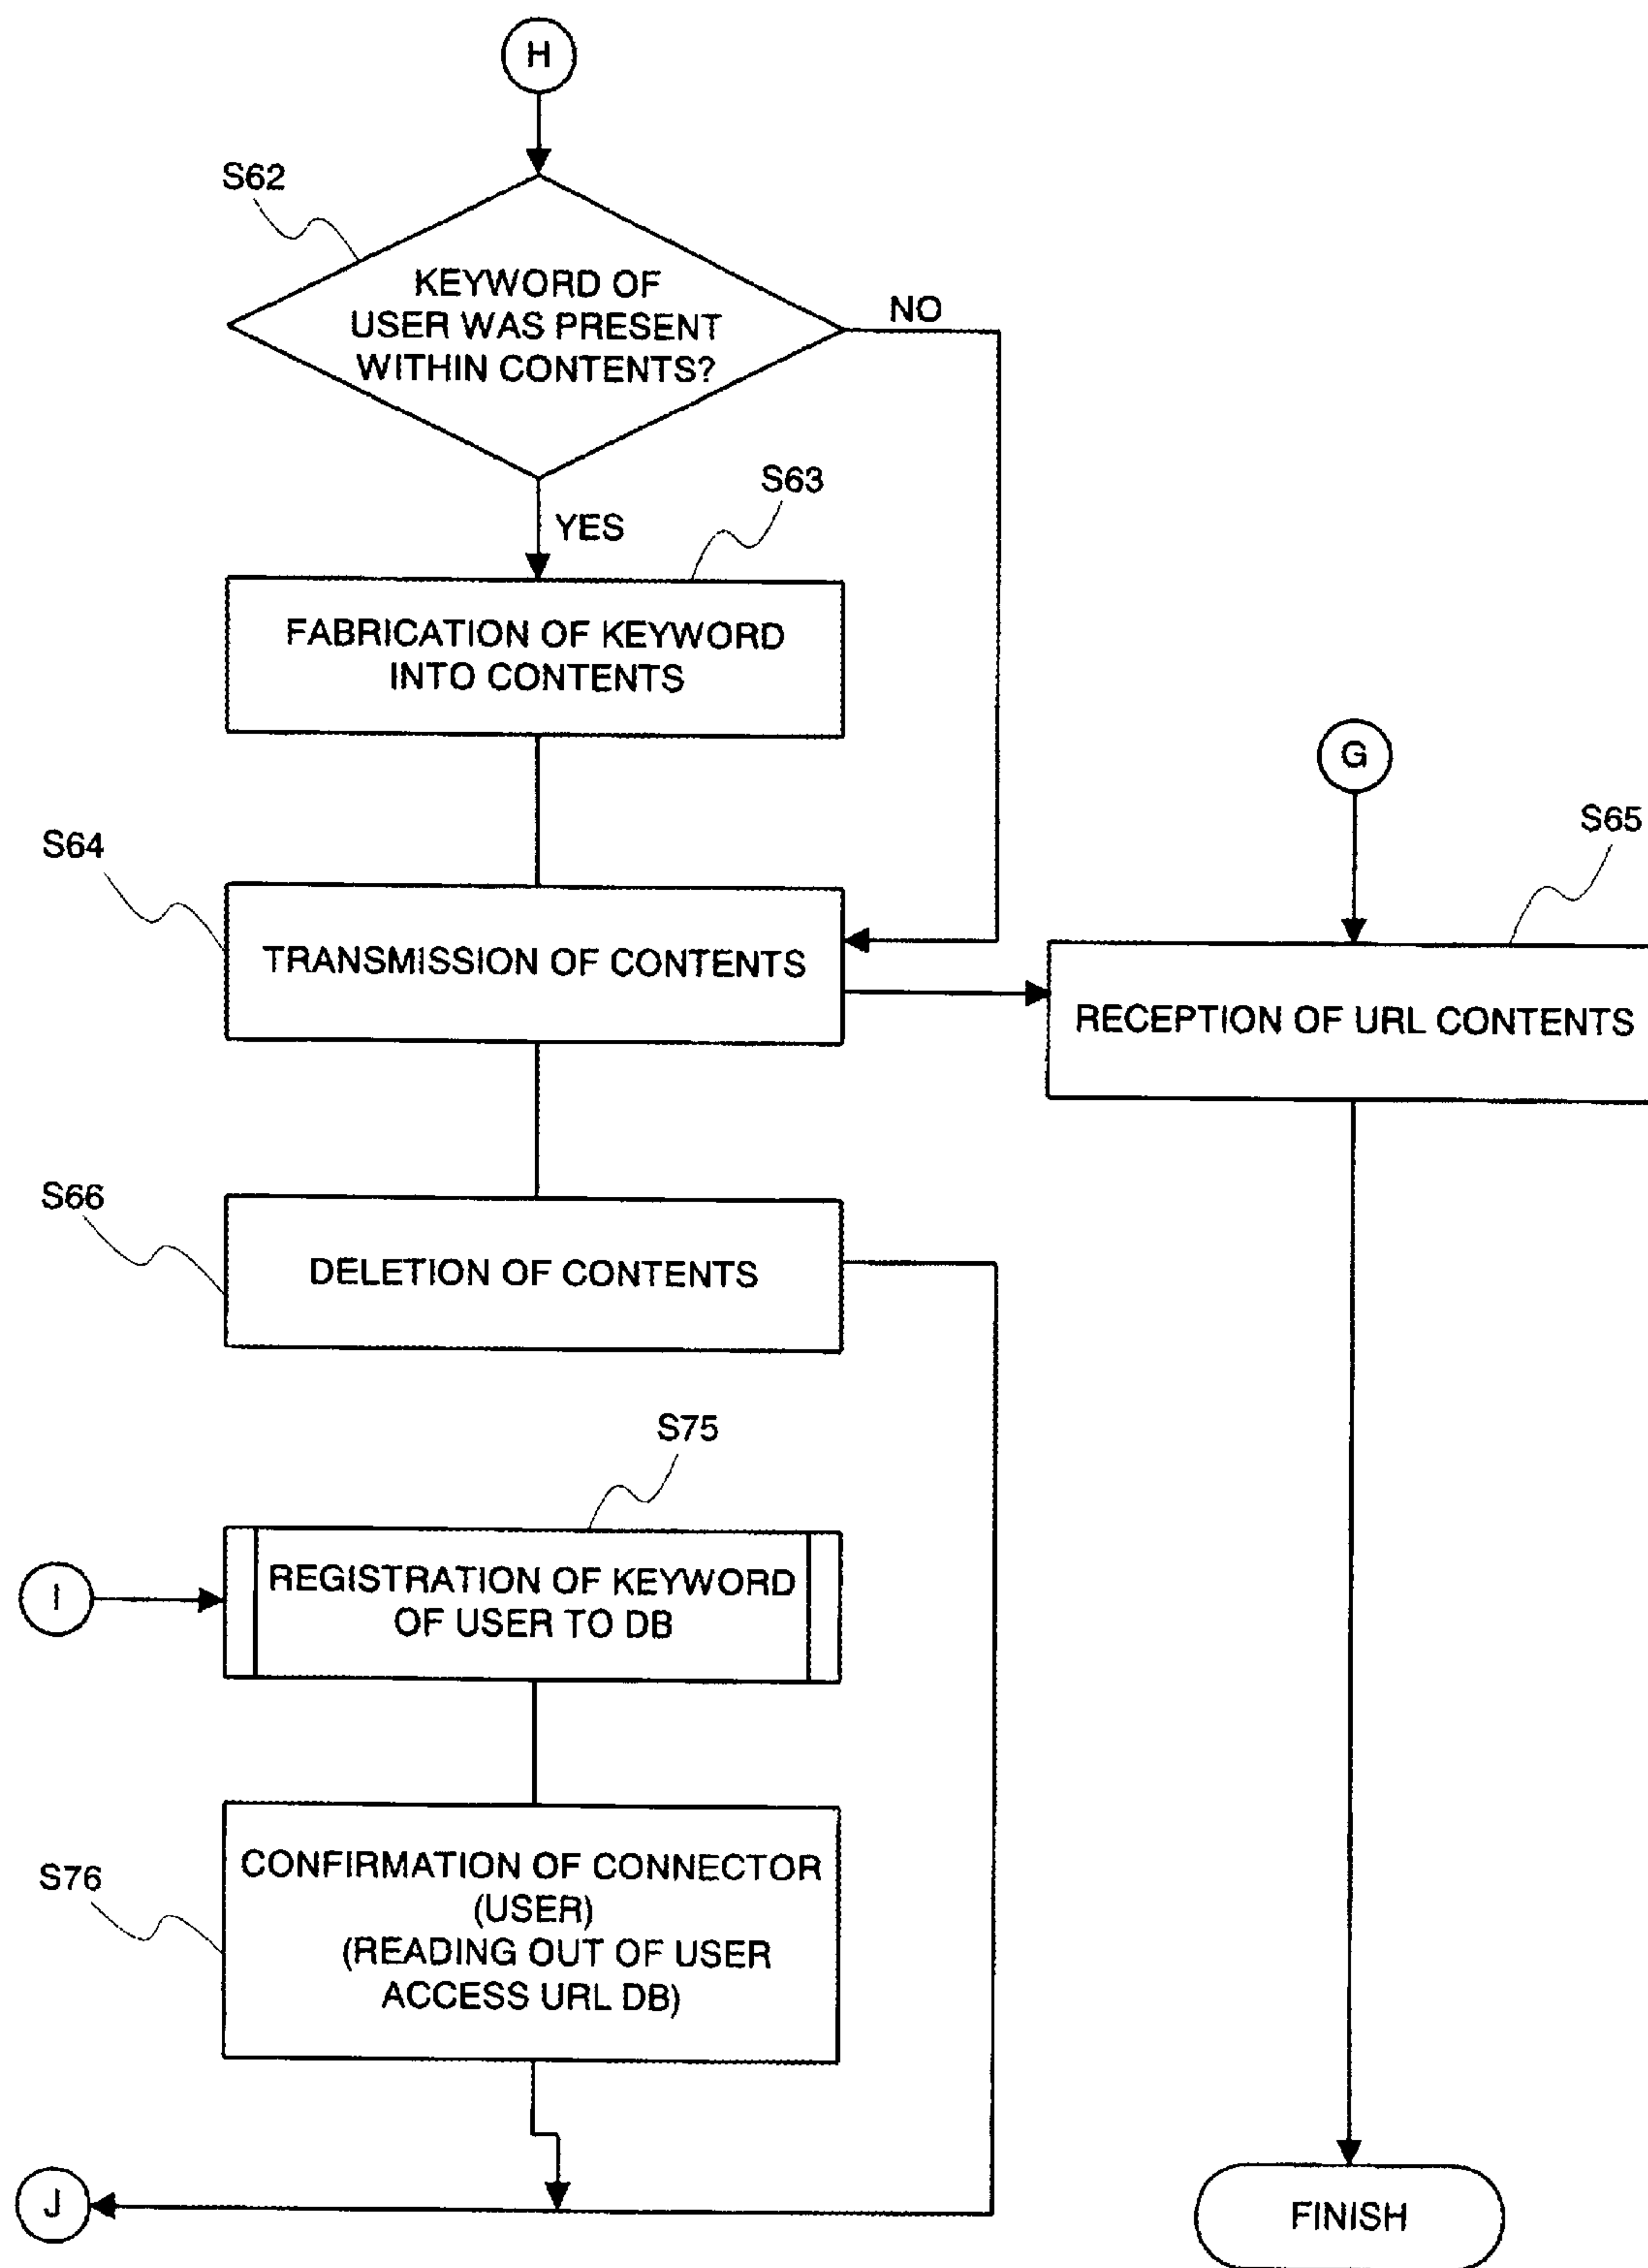 H
S62
KEYWORD OF
USER WAS PRESENT
WITHIN CONTENTS?
NO
YES
S63
FABRICATION OF KEYWORD
INTO CONTENTS
G
S64
S65
TRANSMISSION OF CONTENTS
RECEPTION OF URL CONTENTS
S66
DELETION OF CONTENTS
S75
I
REGISTRATION OF KEYWORD
OF USER TO DB
S76
CONFIRMATION OF CONNECTOR
(USER)
(READING OUT OF USER
ACCESS URL DB)
J
FINISH